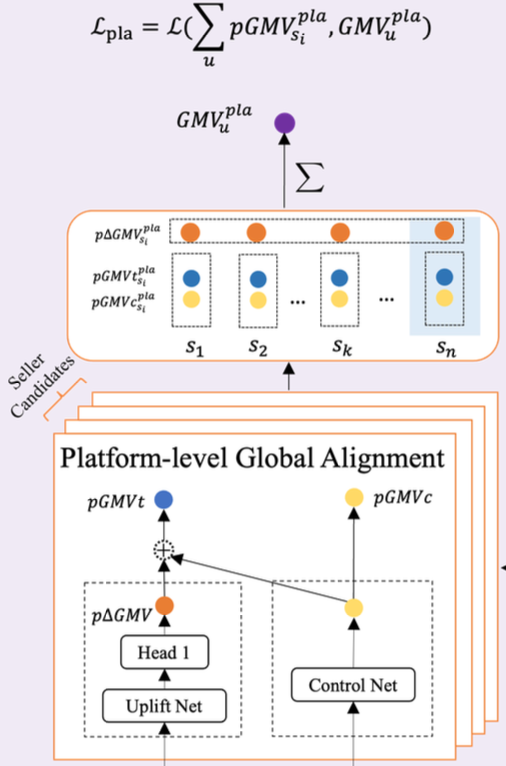 ℒ_pla = ℒ(∑_u pGMV_{s_i}^{pla}, GMV_u^{pla})
GMV_u^{pla}
∑
pΔGMV_{s_i}^{pla}
pGMVt_{s_i}^{pla}
pGMVc_{s_i}^{pla}
... ...
s_1 s_2 s_k s_n
Seller
Candidates
Platform-level Global Alignment
pGMVt pGMVc
+
pΔGMV
Head 1
Uplift Net
Control Net